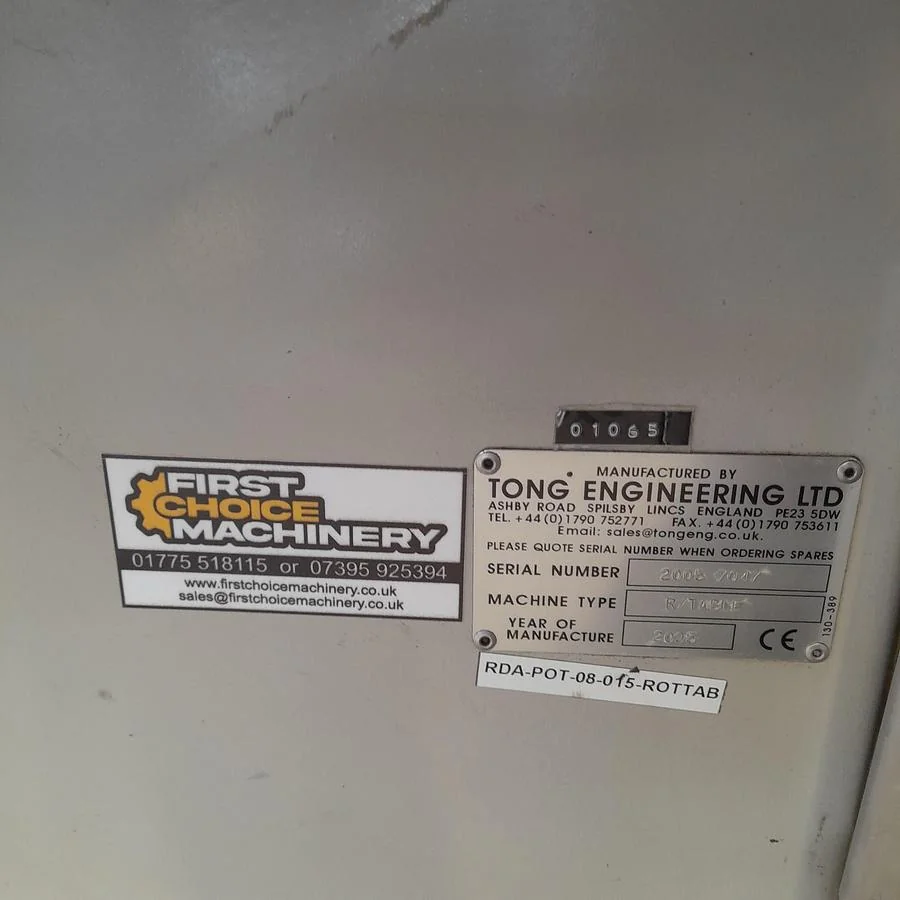 01065
FIRST
CHOICE
MACHINERY
01775 518115 or 07395 925394
www.firstchoicemachinery.co.uk
sales@firstchoicemachinery.co.uk
MANUFACTURED BY
TONG ENGINEERING LTD
ASHBY ROAD SPILSBY LINCS ENGLAND PE23 5DW
TEL. +44(0)1790 752771 FAX. +44(0)1790 753611
Email: sales@tongeng.co.uk.
PLEASE QUOTE SERIAL NUMBER WHEN ORDERING SPARES
SERIAL NUMBER
MACHINE TYPE R/TABLE
YEAR OF
MANUFACTURE
CE
130-389
RDA-POT-08-015-ROTTAB